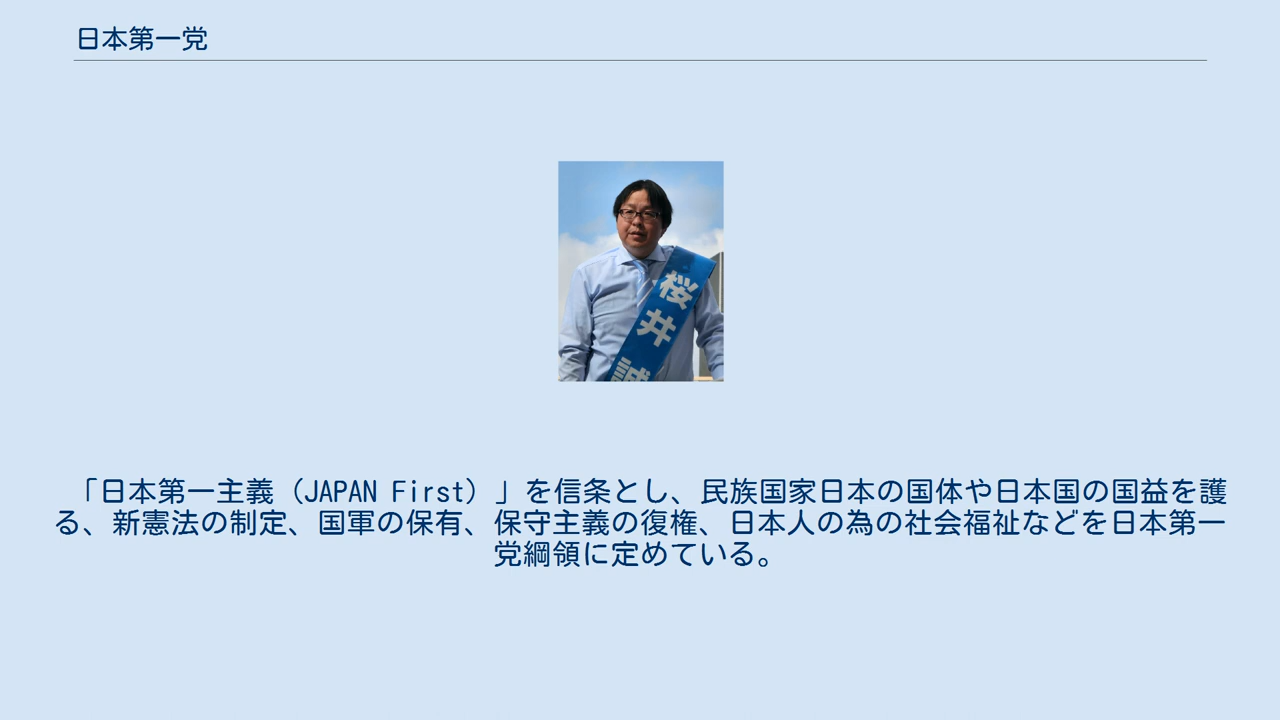 日本第一党
桜井誠
「日本第一主義（JAPAN First）」を信条とし、民族国家日本の国体や日本国の国益を護
る、新憲法の制定、国軍の保有、保守主義の復権、日本人の為の社会福祉などを日本第一
党綱領に定めている。